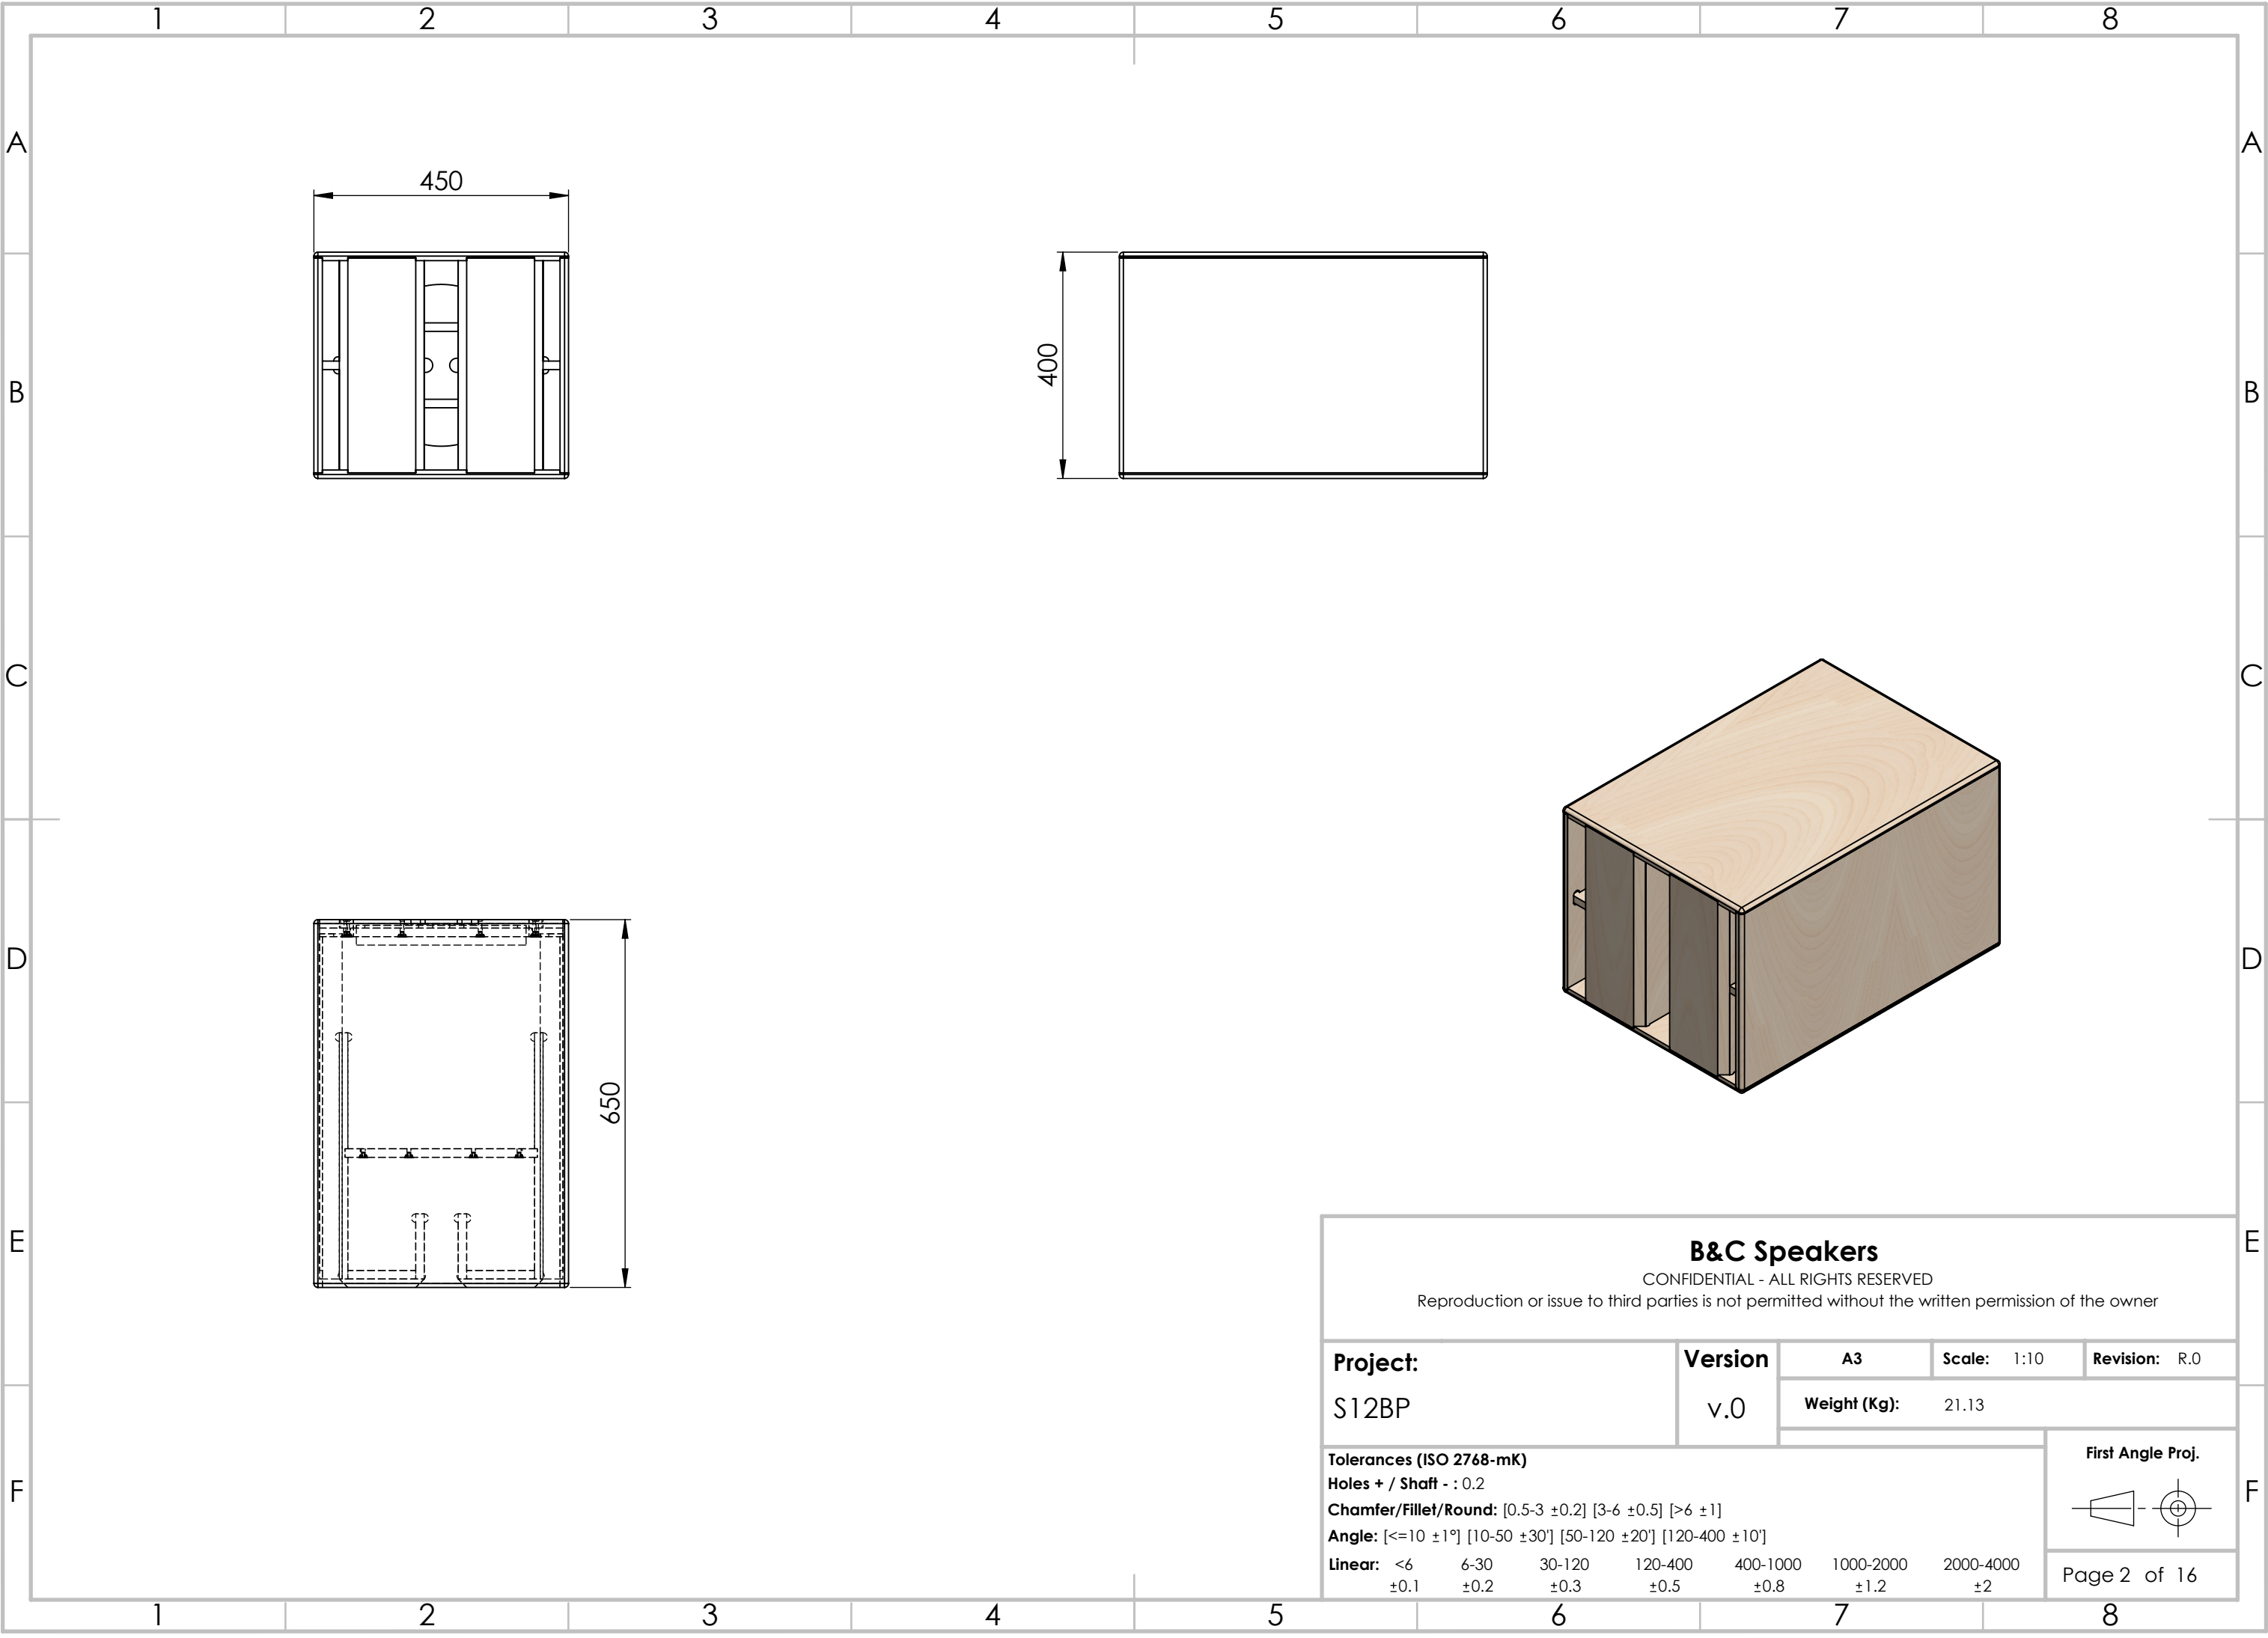 1 2 3 4 5 6 7 8
A A
450
400
B B
C C
D D
650
E E
B&C Speakers
CONFIDENTIAL - ALL RIGHTS RESERVED
Reproduction or issue to third parties is not permitted without the written permission of the owner
Project: Version A3 Scale: 1:10 Revision: R.0
S12BP v.0 Weight (Kg): 21.13
Tolerances (ISO 2768-mK) First Angle Proj.
Holes + / Shaft - : 0.2
F F
Chamfer/Fillet/Round: [0.5-3 ±0.2] [3-6 ±0.5] [>6 ±1]
Angle: [<=10 ±1°] [10-50 ±30'] [50-120 ±20'] [120-400 ±10']
Linear: <6 6-30 30-120 120-400 400-1000 1000-2000 2000-4000
±0.1 ±0.2 ±0.3 ±0.5 ±0.8 ±1.2 ±2
Page 2 of 16
1 2 3 4 5 6 7 8